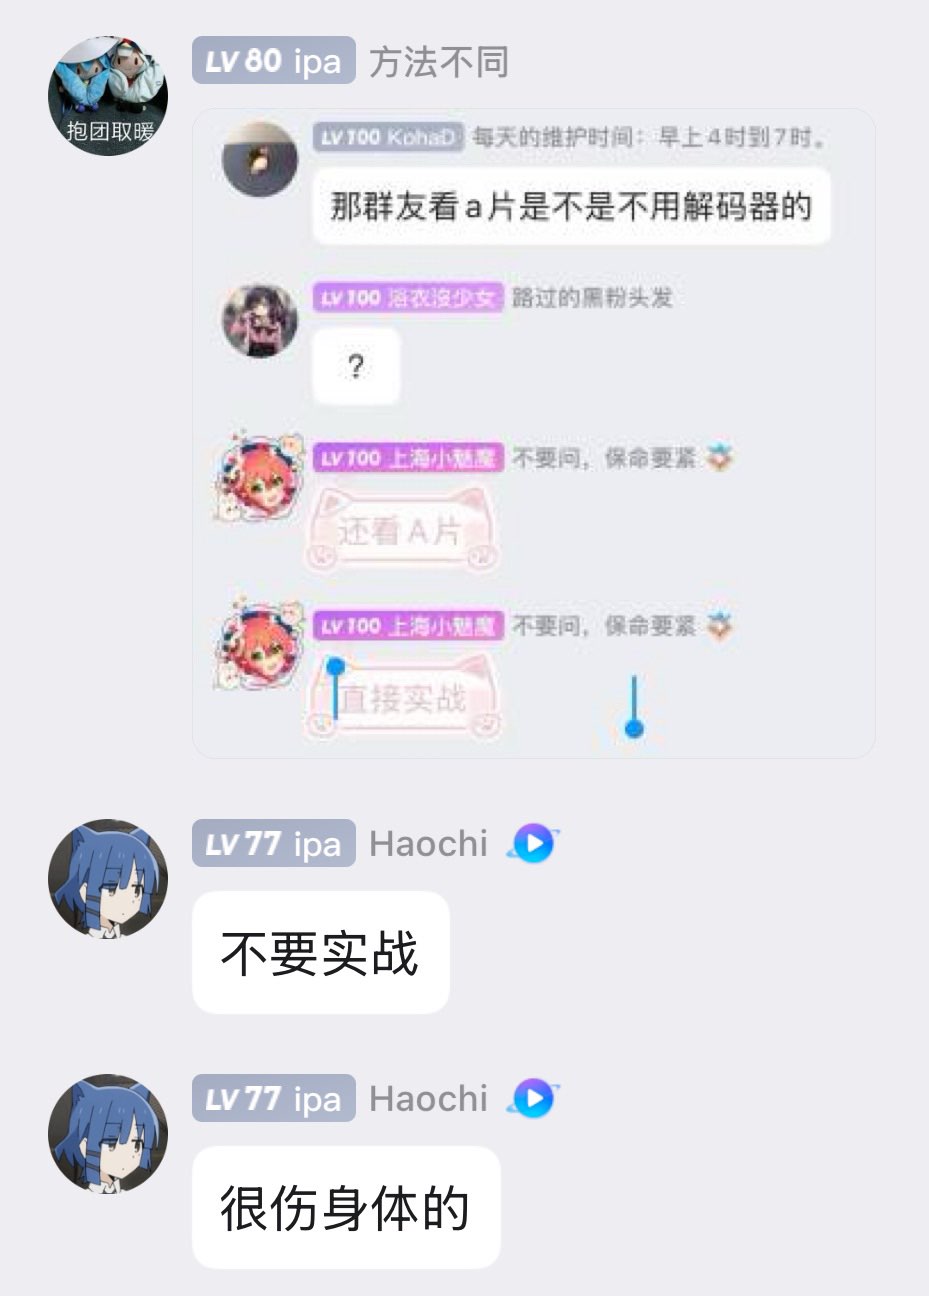 LV 80 ipa 方法不同
抱团取暖
LV 100 KohaD 每天的维护时间：早上4时到7时。
那群友看a片是不是不用解码器的
LV 100 浴衣沒少女 路过的黑粉头发
？
LV 100 上海小魅魔 不要问，保命要紧
还看A片
LV 100 上海小魅魔 不要问，保命要紧
直接实战
LV 77 ipa Haochi
不要实战
LV 77 ipa Haochi
很伤身体的